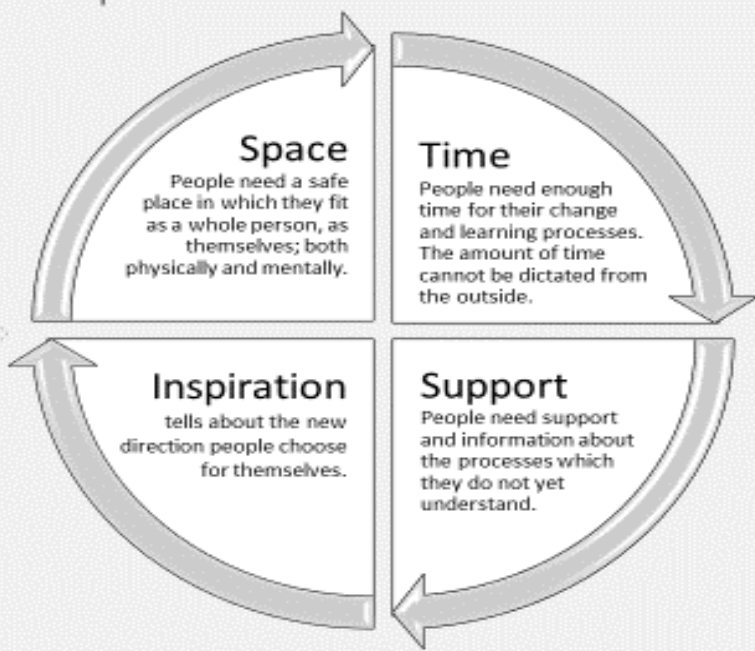 Space
People need a safe
place in which they fit
as a whole person, as
themselves; both
physically and mentally.
Time
People need enough
time for their change
and learning processes.
The amount of time
cannot be dictated from
the outside.
Inspiration
tells about the new
direction people choose
for themselves.
Support
People need support
and information about
the processes which
they do not yet
understand.